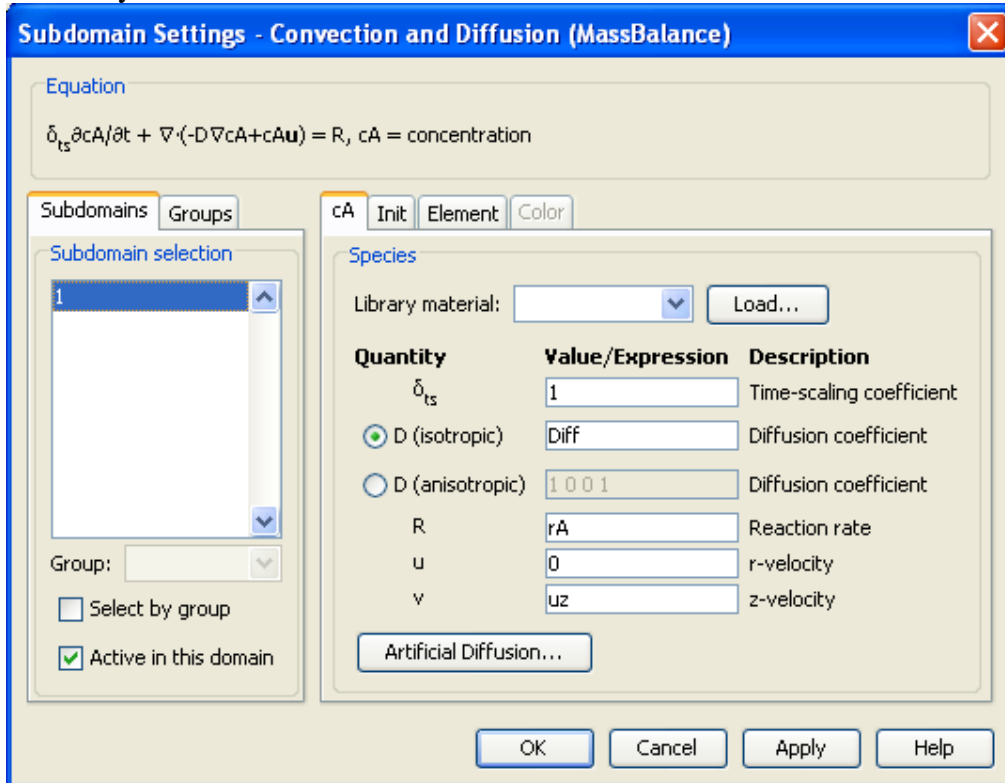 Subdomain Settings - Convection and Diffusion (MassBalance)
Equation
δts∂cA/∂t + ∇·(-D∇cA+cAu) = R, cA = concentration
Subdomains Groups
Subdomain selection
1
Group:
Select by group
Active in this domain
cA Init Element Color
Species
Library material: Load...
Quantity Value/Expression Description
δts 1 Time-scaling coefficient
D (isotropic) Diff Diffusion coefficient
D (anisotropic) 1 0 0 1 Diffusion coefficient
R rA Reaction rate
u 0 r-velocity
v uz z-velocity
Artificial Diffusion...
OK Cancel Apply Help